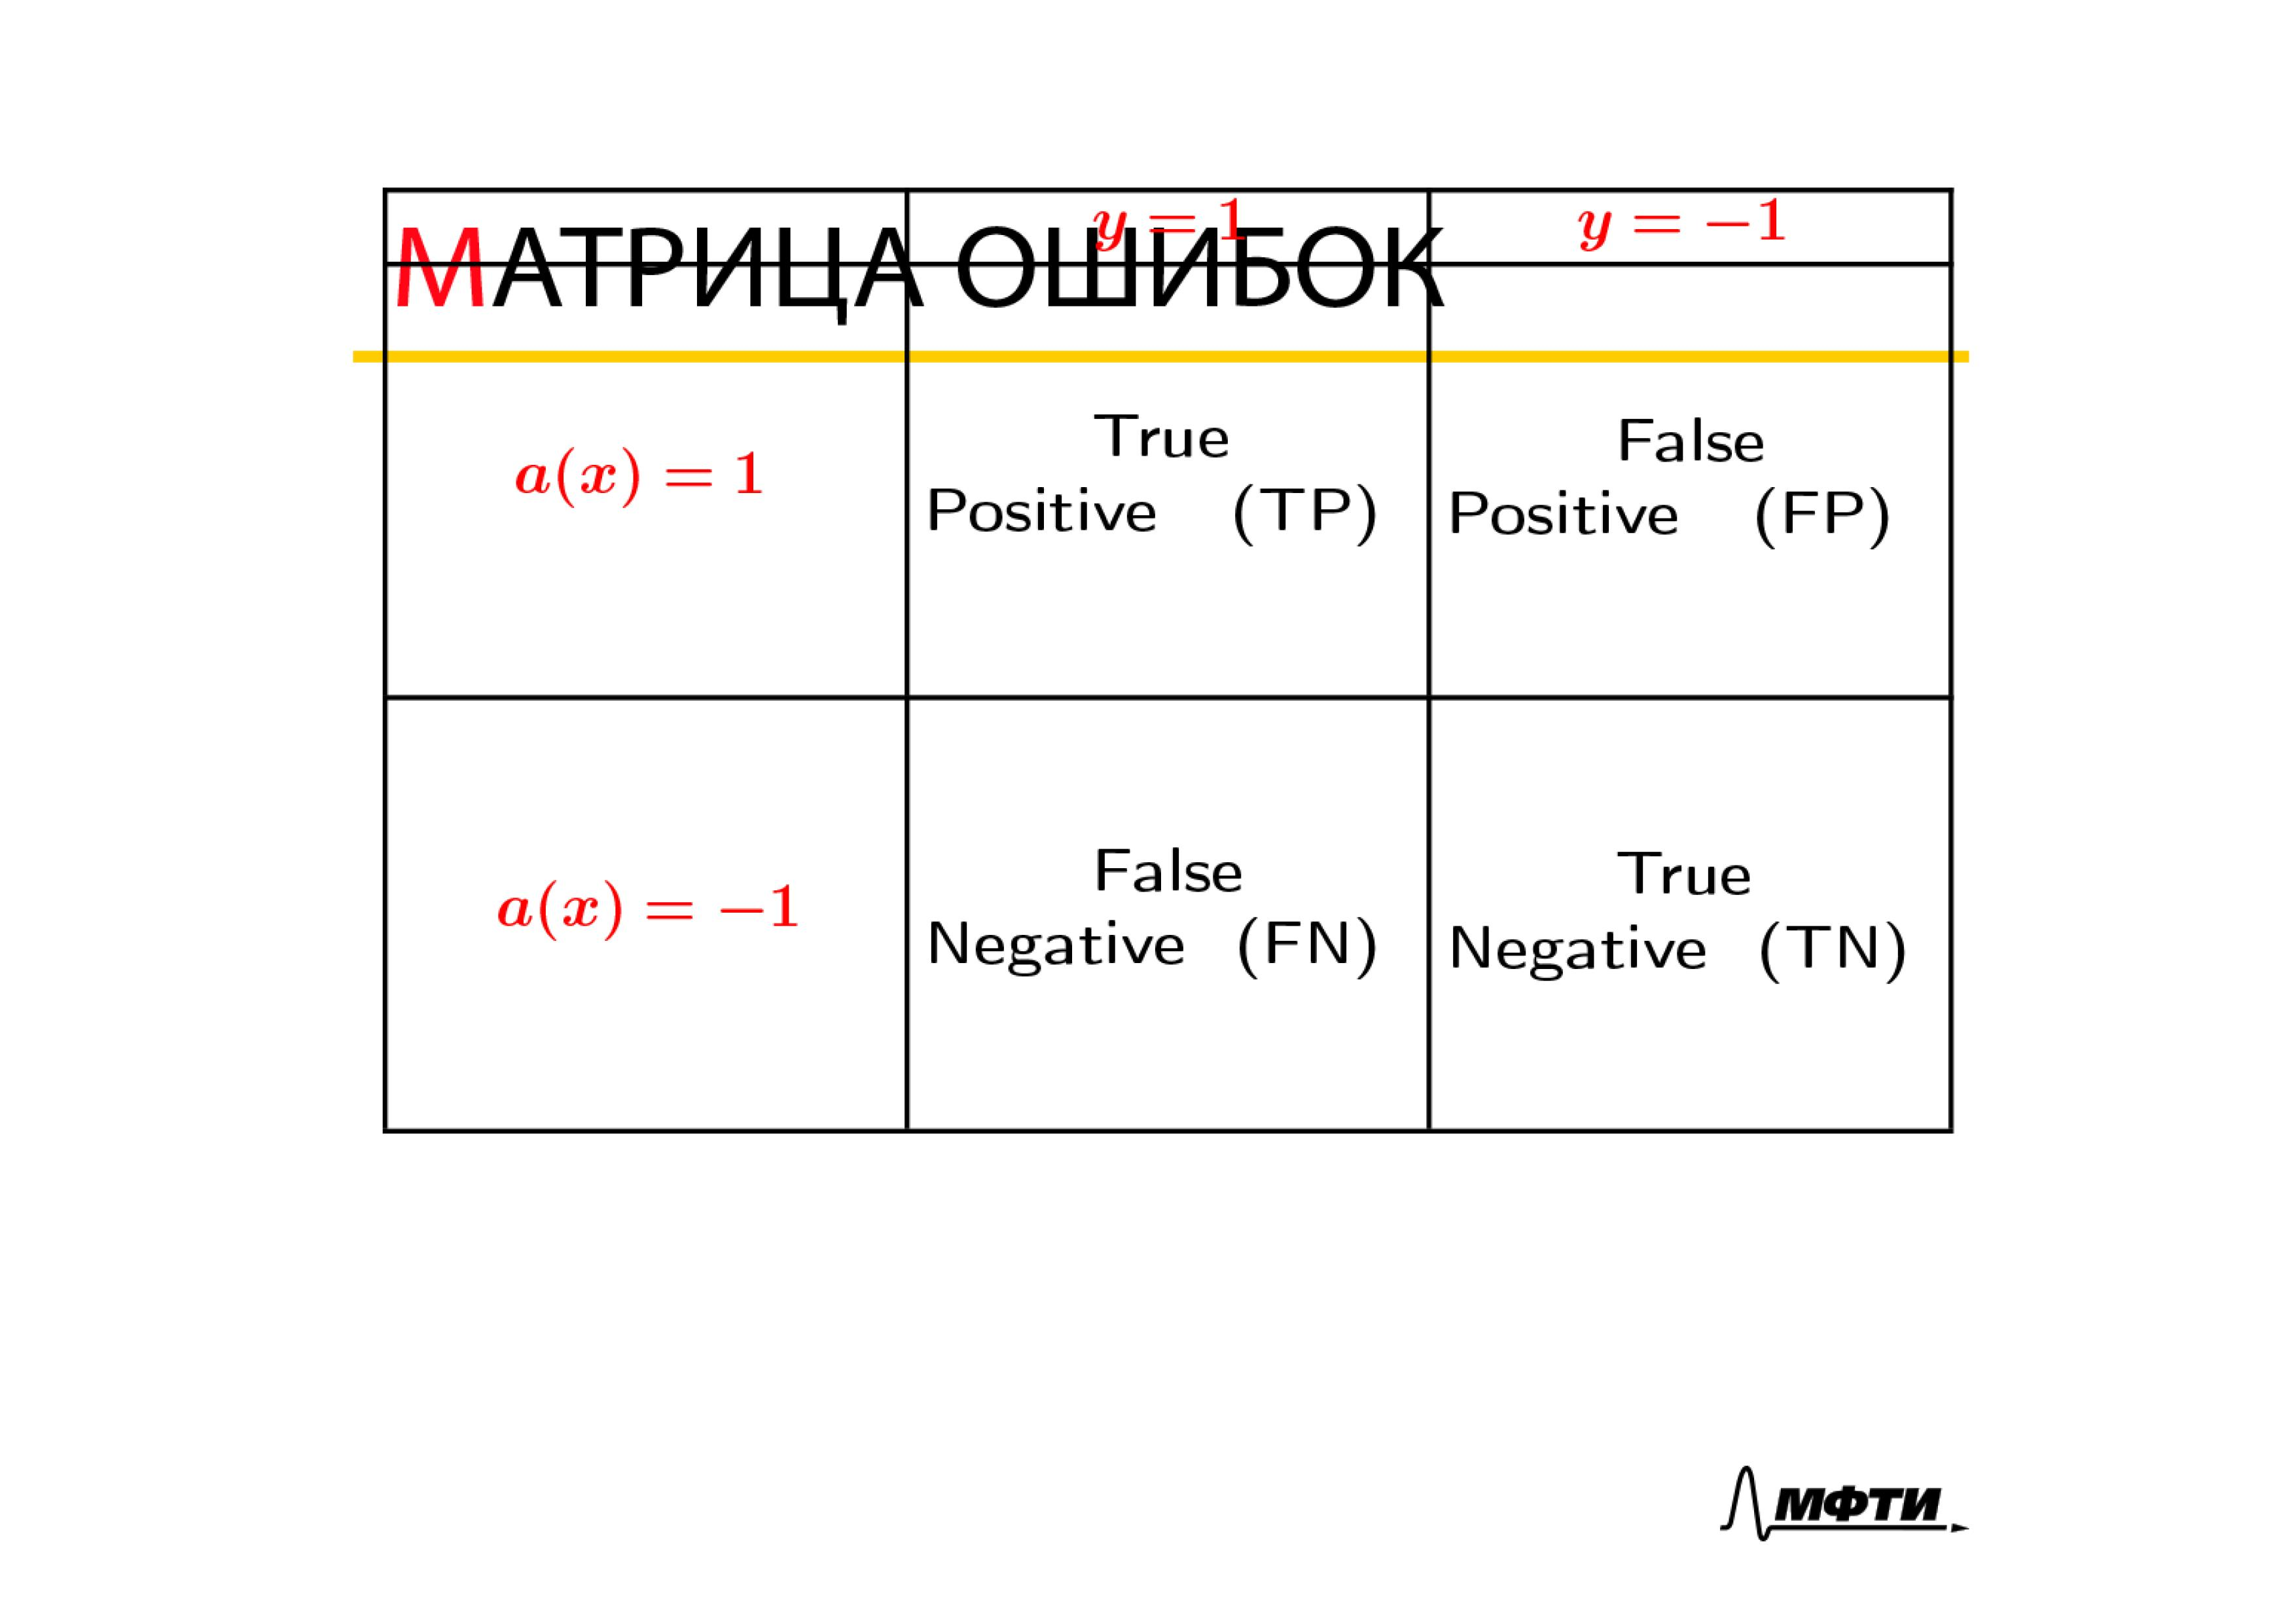 МАТРИЦА ОШИБОК
y = 1
y = −1
a(x) = 1
True
Positive (TP)
False
Positive (FP)
a(x) = −1
False
Negative (FN)
True
Negative (TN)
МФТИ